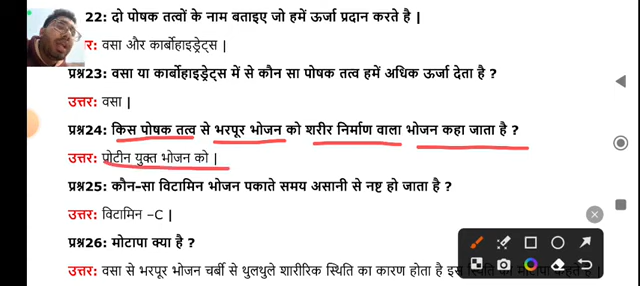 22: दो पोषक तत्वों के नाम बताइए जो हमें ऊर्जा प्रदान करते है |
र: वसा और कार्बोहाइड्रेट्स |
प्रश्न23: वसा या कार्बोहाइड्रेट्स में से कौन सा पोषक तत्व हमें अधिक ऊर्जा देता है ?
उत्तर: वसा |
प्रश्न24: किस पोषक तत्व से भरपूर भोजन को शरीर निर्माण वाला भोजन कहा जाता है ?
उत्तर: प्रोटीन युक्त भोजन को |
प्रश्न25: कौन-सा विटामिन भोजन पकाते समय असानी से नष्ट हो जाता है ?
उत्तर: विटामिन –C |
प्रश्न26: मोटापा क्या है ?
उत्तर: वसा से भरपूर भोजन चर्बी से थुलथुले शारीरिक स्थिति का कारण होता है इस स्थिति को मोटापा कहते है |